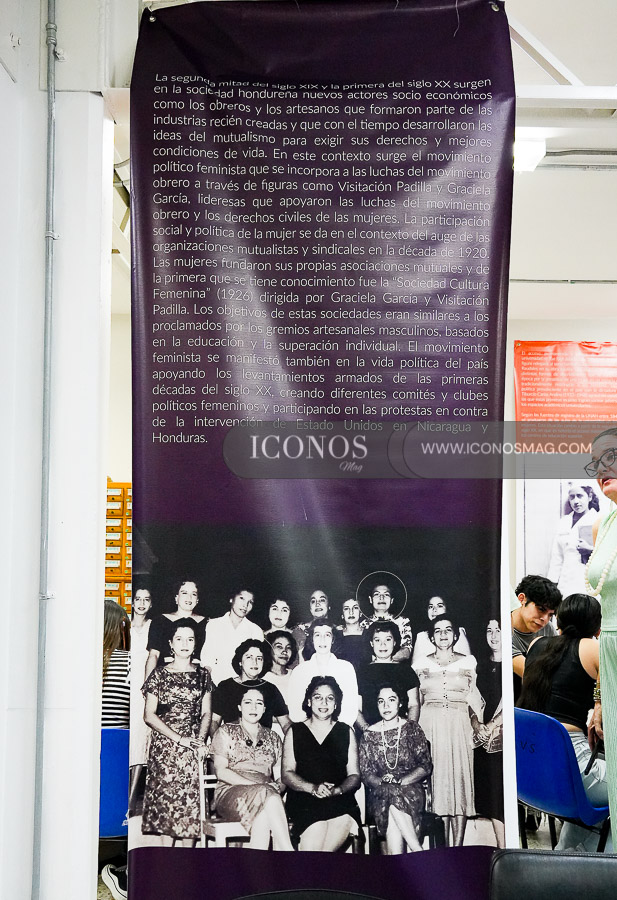 La segunda mitad del siglo XIX y la primera del siglo XX surgen
en la sociedad hondureña nuevos actores socio económicos
como los obreros y los artesanos que formaron parte de las
industrias recién creadas y que con el tiempo desarrollaron las
ideas del mutualismo para exigir sus derechos y mejores
condiciones de vida. En este contexto surge el movimiento
político feminista que se incorpora a las luchas del movimiento
obrero a través de figuras como Visitación Padilla y Graciela
García, lideresas que apoyaron las luchas del movimiento
obrero y los derechos civiles de las mujeres. La participación
social y política de la mujer se da en el contexto del auge de las
organizaciones mutualistas y sindicales en la década de 1920.
Las mujeres fundaron sus propias asociaciones mutuales y de
la primera que se tiene conocimiento fue la "Sociedad Cultura
Femenina" (1926) dirigida por Graciela García y Visitación
Padilla. Los objetivos de estas sociedades eran similares a los
proclamados por los gremios artesanales masculinos, basados
en la educación y la superación individual. El movimiento
feminista se manifestó también en la vida política del país
apoyando los levantamientos armados de las primeras
décadas del siglo XX, creando diferentes comités y clubes
políticos femeninos y participando en las protestas en contra
de la intervención de Estado Unidos en Nicaragua y
Honduras.
ICONOS
Mag
WWW.ICONOSMAG.COM